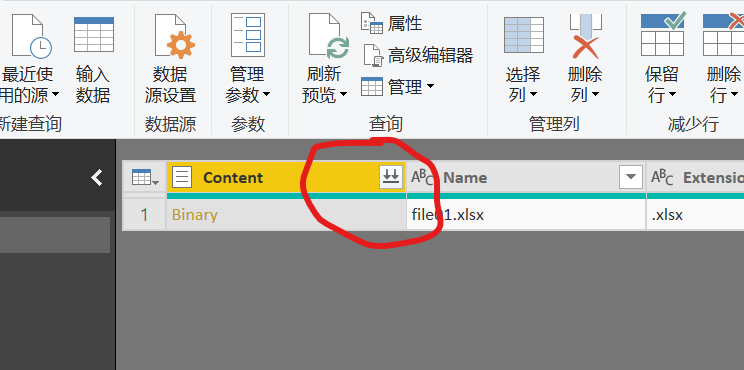 属性
高级编辑器
管理
最近使
用的源
输入
数据
数据
源设置
管理
参数
刷新
预览
选择
列
删除
列
保留
行
删除
行
新建查询
数据源
参数
查询
管理列
减少行
Content
ABC Name
ABC Extensio
1
Binary
file01.xlsx
.xlsx